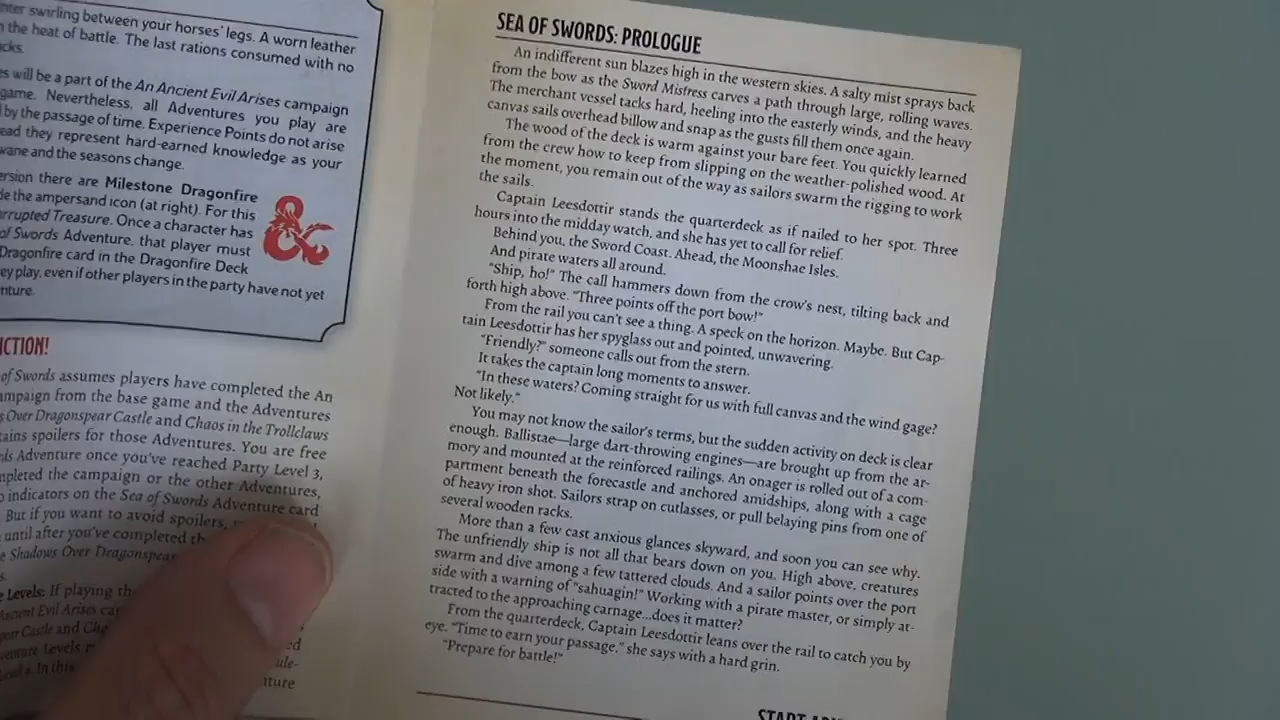 nter swirling between your horses' legs. A worn leather
n the heat of battle. The last rations consumed with no
cks.
es will be a part of the An Ancient Evil Arises campaign
game. Nevertheless, all Adventures you play are
by the passage of time. Experience Points do not arise
ead they represent hard-earned knowledge as your
wane and the seasons change.
ersion there are Milestone Dragonfire
de the ampersand icon (at right). For this
rrupted Treasure. Once a character has
of Swords Adventure, that player must
Dragonfire card in the Dragonfire Deck
ey play, even if other players in the party have not yet
nture.
&
ICTION!
of Swords assumes players have completed the An
ampaign from the base game and the Adventures
s Over Dragonspear Castle and Chaos in the Trollclaws
tains spoilers for those Adventures. You are free
rds Adventure once you've reached Party Level 3,
mpleted the campaign or the other Adventures,
o indicators on the Sea of Swords Adventure card
But if you want to avoid spoilers,
until after you've completed th
e Shadows Over Dragonspear
s.
e Levels: If playing the
Ancient Evil Arises ca
pear Castle and Cha
venture Levels
In this
ed
ule-
nture
SEA OF SWORDS: PROLOGUE
An indifferent sun blazes high in the western skies. A salty mist sprays back
from the bow as the Sword Mistress carves a path through large, rolling waves.
The merchant vessel tacks hard, heeling into the easterly winds, and the heavy
canvas sails overhead billow and snap as the gusts fill them once again.
The wood of the deck is warm against your bare feet. You quickly learned
from the crew how to keep from slipping on the weather-polished wood. At
the moment, you remain out of the way as sailors swarm the rigging to work
the sails.
Captain Leesdottir stands the quarterdeck as if nailed to her spot. Three
hours into the midday watch, and she has yet to call for relief.
Behind you, the Sword Coast. Ahead, the Moonshae Isles.
And pirate waters all around.
"Ship, ho!" The call hammers down from the crow's nest, tilting back and
forth high above. "Three points off the port bow!"
From the rail you can't see a thing. A speck on the horizon. Maybe. But Cap-
tain Leesdottir has her spyglass out and pointed, unwavering.
"Friendly?" someone calls out from the stern.
It takes the captain long moments to answer.
"In these waters? Coming straight for us with full canvas and the wind gage?
Not likely."
You may not know the sailor's terms, but the sudden activity on deck is clear
enough. Ballistae—large dart-throwing engines—are brought up from the ar-
mory and mounted at the reinforced railings. An onager is rolled out of a com-
partment beneath the forecastle and anchored amidships, along with a cage
of heavy iron shot. Sailors strap on cutlasses, or pull belaying pins from one of
several wooden racks.
More than a few cast anxious glances skyward, and soon you can see why.
The unfriendly ship is not all that bears down on you. High above, creatures
swarm and dive among a few tattered clouds. And a sailor points over the port
side with a warning of "sahuagin!" Working with a pirate master, or simply at-
tracted to the approaching carnage...does it matter?
From the quarterdeck, Captain Leesdottir leans over the rail to catch you by
eye. "Time to earn your passage," she says with a hard grin.
"Prepare for battle!"
START